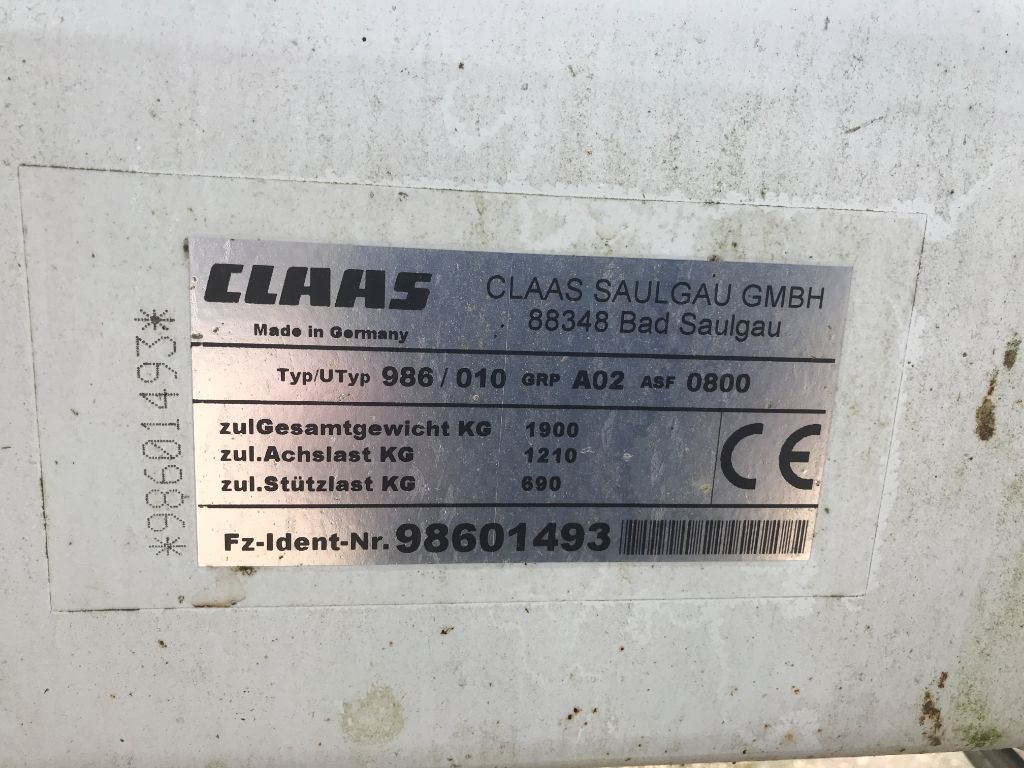 CLAAS
Made in Germany
CLAAS SAULGAU GMBH
88348 Bad Saulgau
Typ/UTyp 986/010 GRP A02 ASF 0800
zulGesamtgewicht KG 1900
zul.Achslast KG 1210
zul.Stützlast KG 690
CE
Fz-Ident-Nr. 98601493
*98601493*